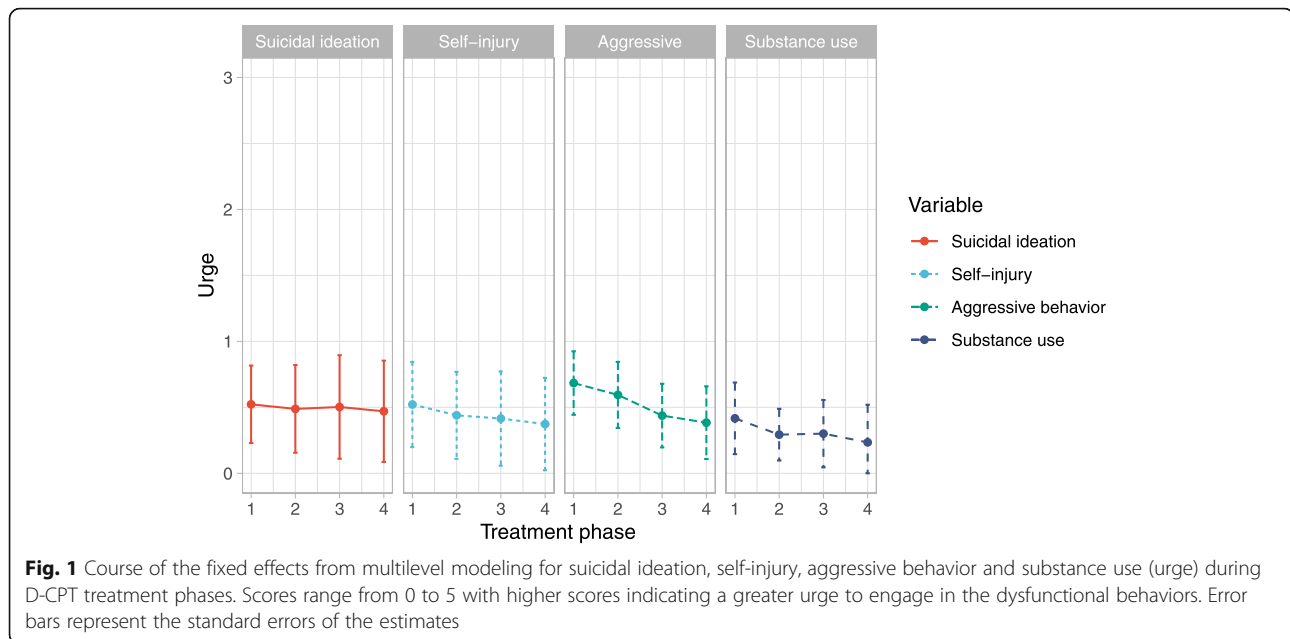 Suicidal ideation Self−injury Aggressive Substance use
3
2
1
0
Urge
1 2 3 4 1 2 3 4 1 2 3 4 1 2 3 4
Treatment phase
Variable
Suicidal ideation
Self−injury
Aggressive behavior
Substance use
Fig. 1 Course of the fixed effects from multilevel modeling for suicidal ideation, self-injury, aggressive behavior and substance use (urge) during
D-CPT treatment phases. Scores range from 0 to 5 with higher scores indicating a greater urge to engage in the dysfunctional behaviors. Error
bars represent the standard errors of the estimates